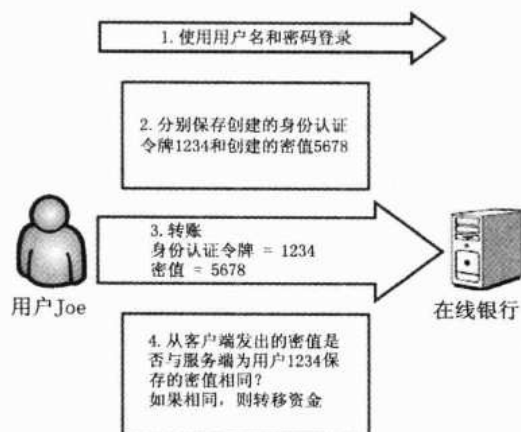 1. 使用用户名和密码登录
2. 分别保存创建的身份认证
令牌1234和创建的密值5678
3. 转账
身份认证令牌 = 1234
密值 = 5678
用户Joe
在线银行
4. 从客户端发出的密值是
否与服务端为用户1234保
存的密值相同?
如果相同, 则转移资金